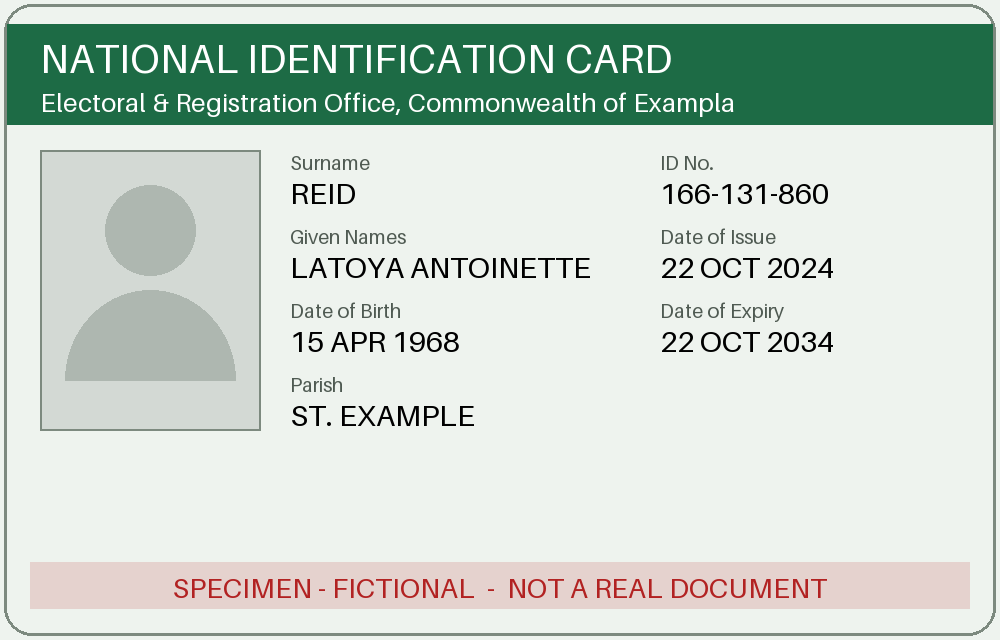 NATIONAL IDENTIFICATION CARD
Electoral & Registration Office, Commonwealth of Exampla
Surname
REID
Given Names
LATOYA ANTOINETTE
Date of Birth
15 APR 1968
Parish
ST. EXAMPLE
ID No.
166-131-860
Date of Issue
22 OCT 2024
Date of Expiry
22 OCT 2034
SPECIMEN - FICTIONAL - NOT A REAL DOCUMENT